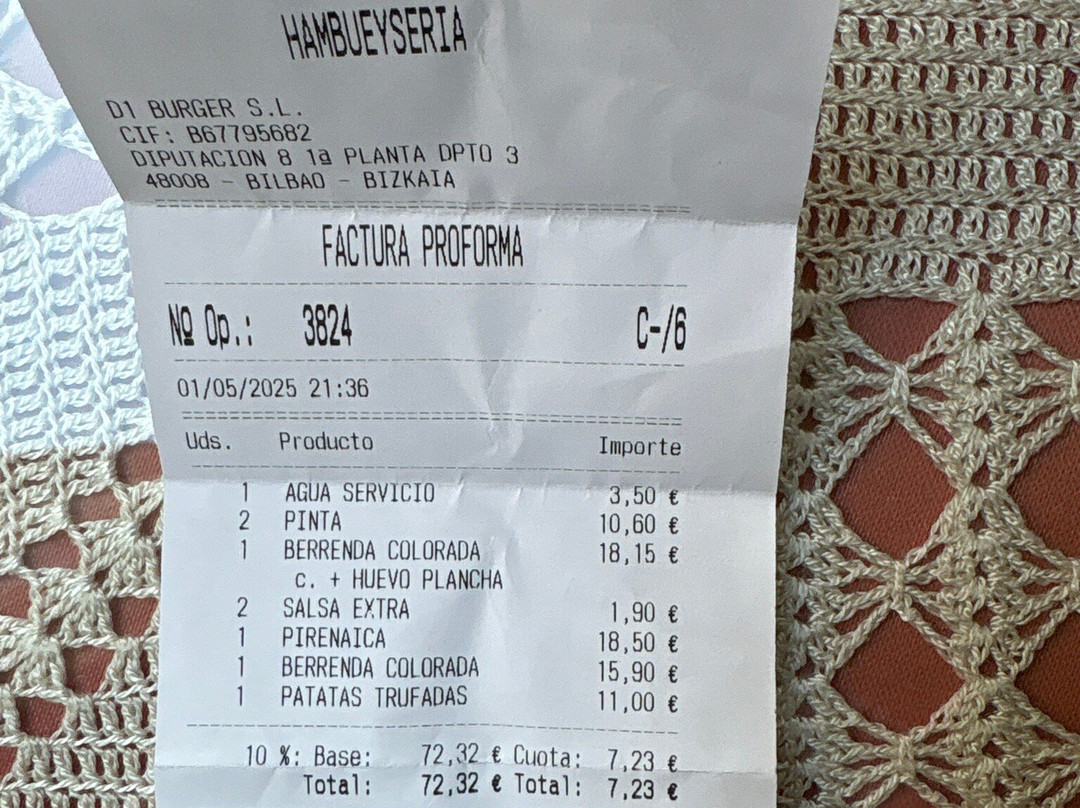 HAMBUEYSERIA
D1 BURGER S.L.
CIF: B67795682
DIPUTACION 8 1ª PLANTA DPTO 3
48008 - BILBAO - BIZKAIA
FACTURA PROFORMA
Nº Op.: 3824 C-/6
01/05/2025 21:36
Uds. Producto Importe
1 AGUA SERVICIO 3,50 €
2 PINTA 10,60 €
1 BERRENDA COLORADA 18,15 €
c. + HUEVO PLANCHA
2 SALSA EXTRA 1,90 €
1 PIRENAICA 18,50 €
1 BERRENDA COLORADA 15,90 €
1 PATATAS TRUFADAS 11,00 €
10 %: Base: 72,32 € Cuota: 7,23 €
Total: 72,32 € Total: 7,23 €